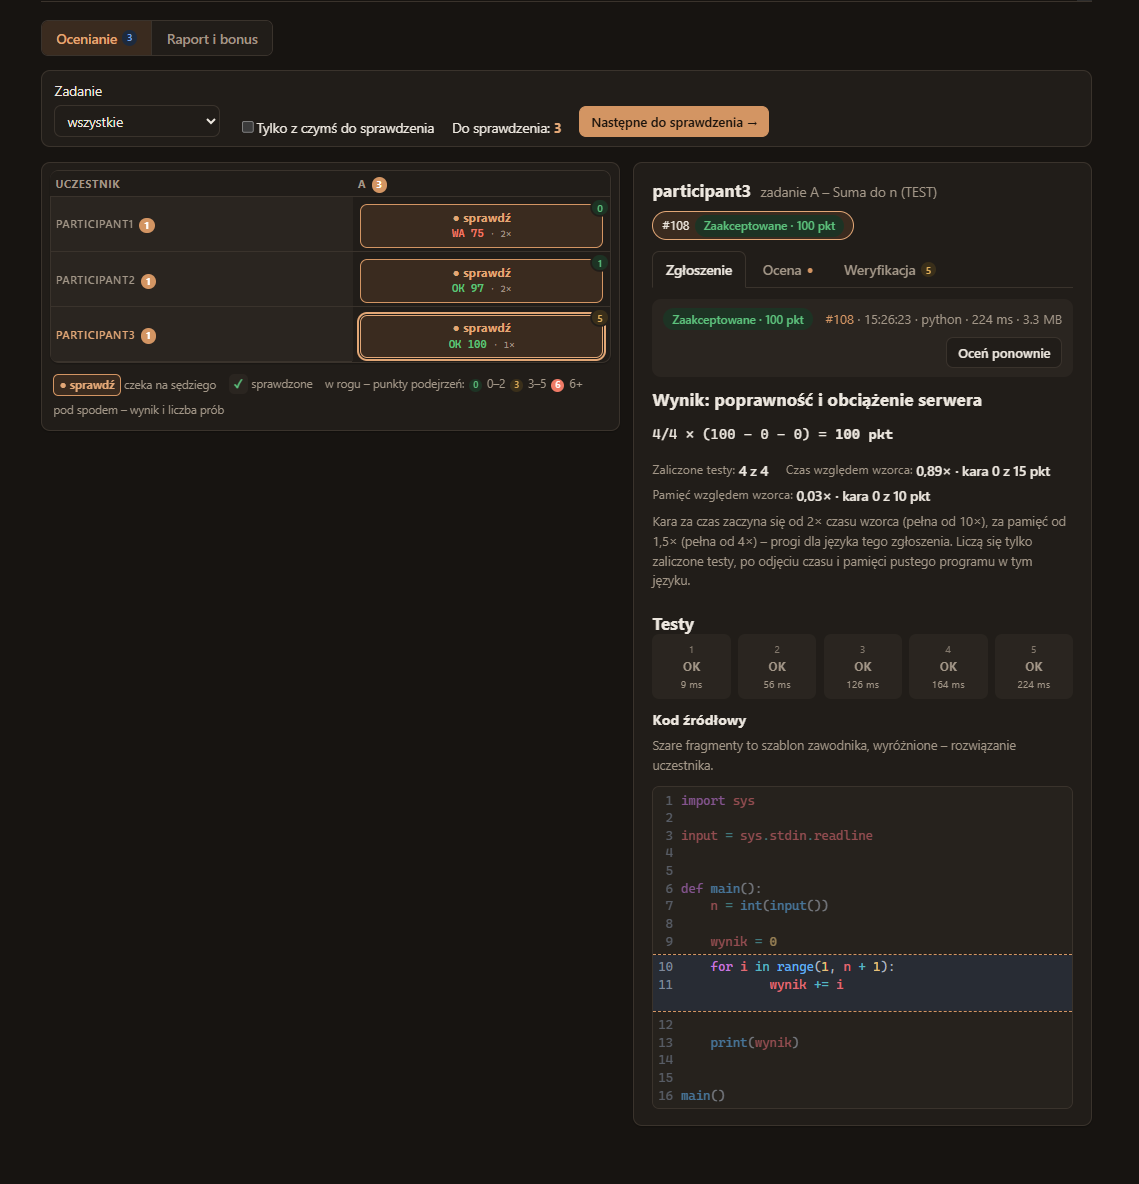 Ocenianie 3 Raport i bonus
Zadanie
wszystkie
Tylko z czymś do sprawdzenia Do sprawdzenia: 3 Następne do sprawdzenia →
UCZESTNIK A 3
PARTICIPANT1 1
0
• sprawdź
WA 75 · 2×
PARTICIPANT2 1
1
• sprawdź
OK 97 · 2×
PARTICIPANT3 1
5
• sprawdź
OK 100 · 1×
• sprawdź czeka na sędziego ✓ sprawdzone w rogu – punkty podejrzeń: 0 0–2 3 3–5 6 6+
pod spodem – wynik i liczba prób
participant3 zadanie A – Suma do n (TEST)
#108 Zaakceptowane · 100 pkt
Zgłoszenie Ocena • Weryfikacja 5
Zaakceptowane · 100 pkt #108 · 15:26:23 · python · 224 ms · 3.3 MB
Oceń ponownie
Wynik: poprawność i obciążenie serwera
4/4 × (100 − 0 − 0) = 100 pkt
Zaliczone testy: 4 z 4 Czas względem wzorca: 0,89× · kara 0 z 15 pkt
Pamięć względem wzorca: 0,03× · kara 0 z 10 pkt
Kara za czas zaczyna się od 2× czasu wzorca (pełna od 10×), za pamięć od
1,5× (pełna od 4×) – progi dla języka tego zgłoszenia. Liczą się tylko
zaliczone testy, po odjęciu czasu i pamięci pustego programu w tym
języku.
Testy
1 2 3 4 5
OK OK OK OK OK
9 ms 56 ms 126 ms 164 ms 224 ms
Kod źródłowy
Szare fragmenty to szablon zawodnika, wyróżnione – rozwiązanie
uczestnika.
1 import sys
2
3 input = sys.stdin.readline
4
5
6 def main():
7     n = int(input())
8
9     wynik = 0
10     for i in range(1, n + 1):
11             wynik += i
12
13     print(wynik)
14
15
16 main()